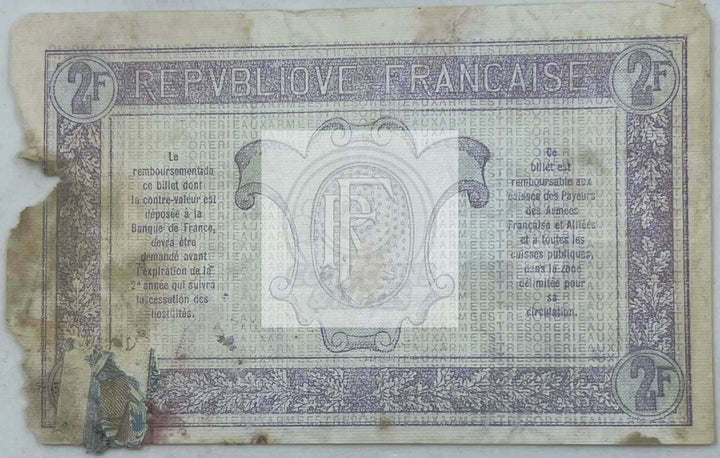 2F REPVBLIQVE FRANÇAISE 2F
Le
remboursement de
ce billet dont
la contre-valeur est
déposée à la
Banque de France,
devra être
demandé avant
l'expiration de la
2e année qui suivra
la cessation des
hostilités.
RF
Ce
billet est
remboursable aux
caisses des Payeurs
des Armées
Française et Alliées
et à toutes les
caisses publiques,
dans la zone
délimitée pour
sa
circulation.
2F